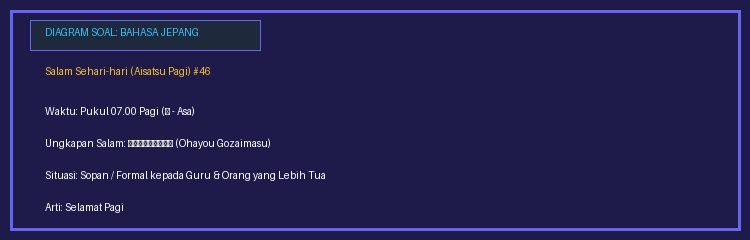 DIAGRAM SOAL: BAHASA JEPANG
Salam Sehari-hari (Aisatsu Pagi) #46
Waktu: Pukul 07.00 Pagi ( - Asa)
Ungkapan Salam: (Ohayou Gozaimasu)
Situasi: Sopan / Formal kepada Guru & Orang yang Lebih Tua
Arti: Selamat Pagi